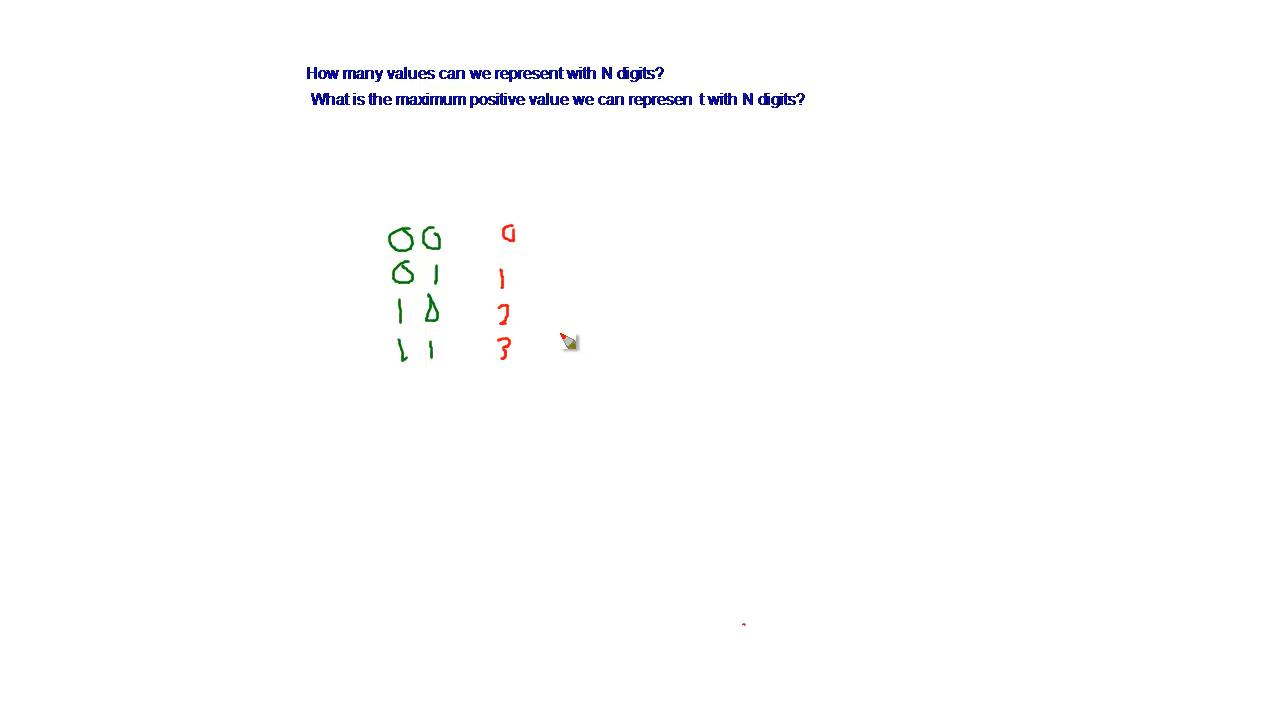 How many values can we represent with N digits?
What is the maximum positive value we can represen t with N digits?
0 0 0
0 1 1
1 0 2
1 1 3